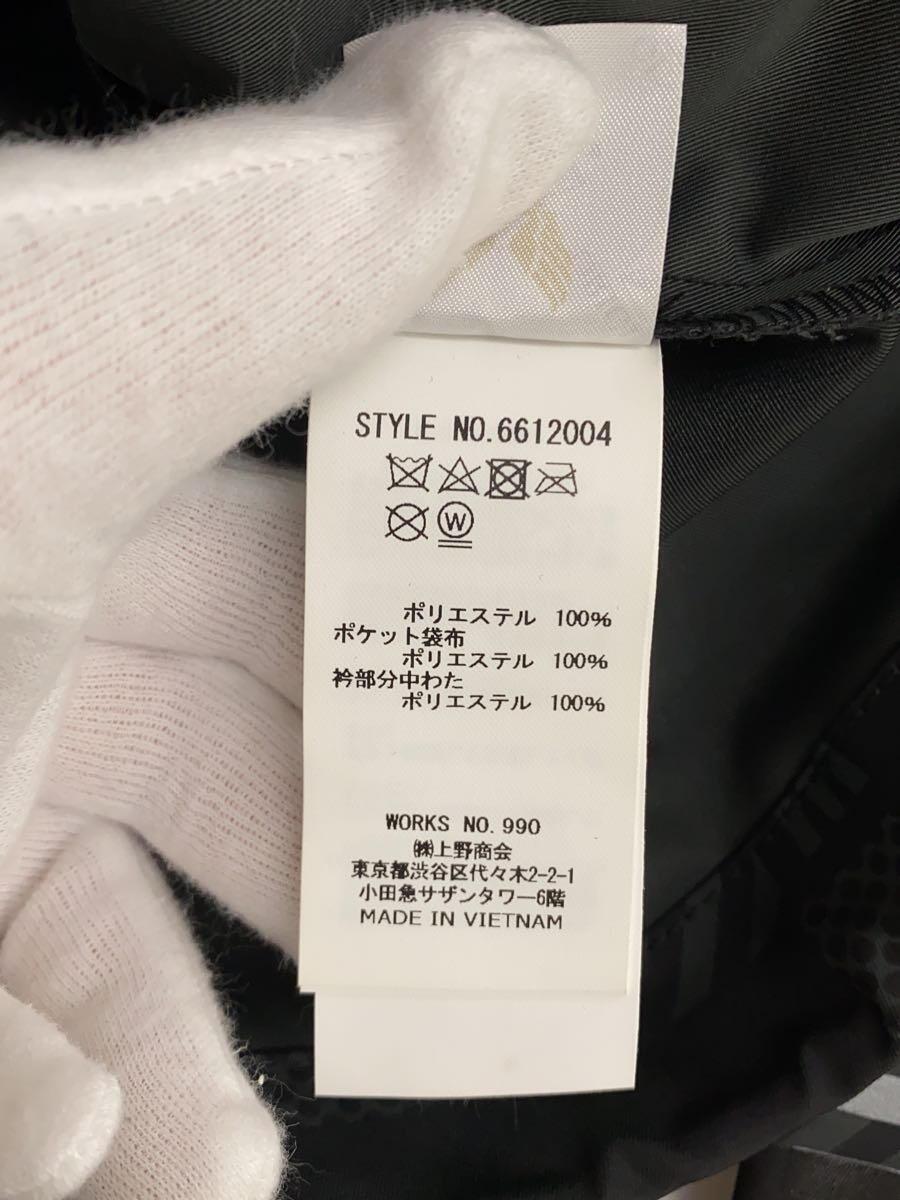 STYLE NO.6612004
W
ポリエステル 100%
ポケット袋布
ポリエステル 100%
衿部分中わた
ポリエステル 100%
WORKS NO. 990
㈱上野商会
東京都渋谷区代々木2-2-1
小田急サザンタワー6階
MADE IN VIETNAM